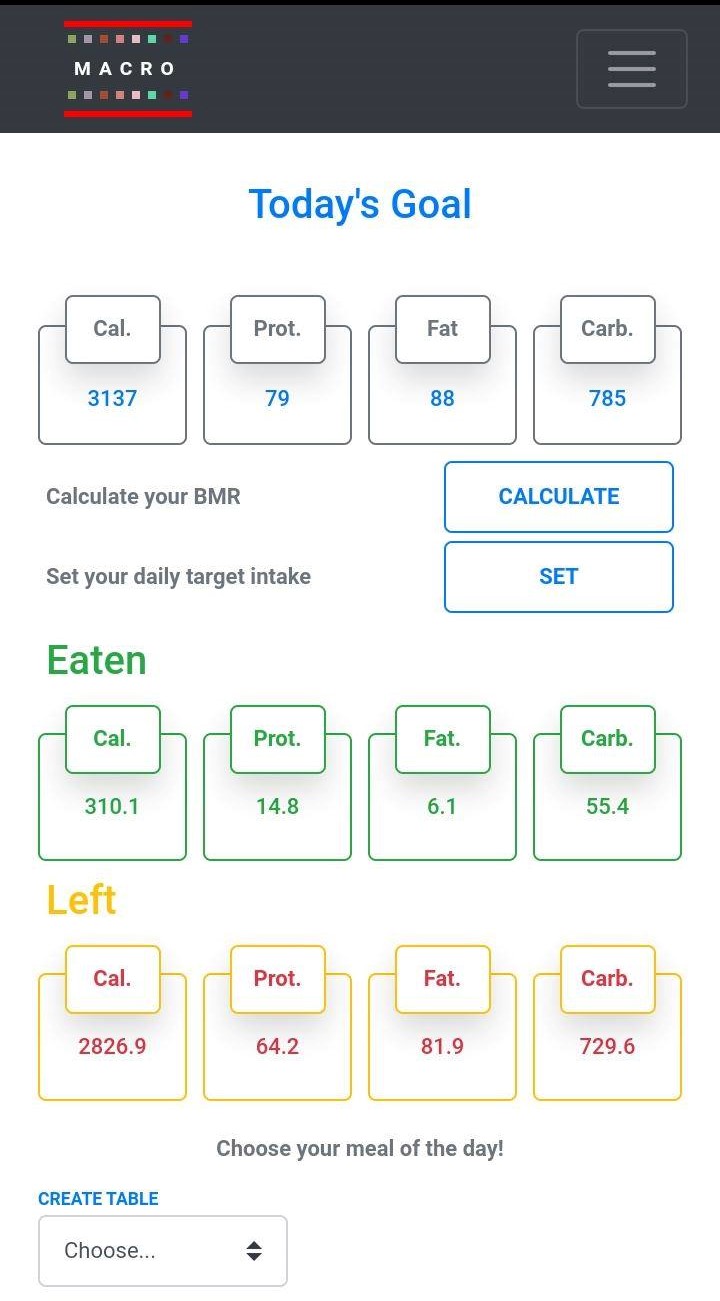 MACRO
Today's Goal
Cal. Prot. Fat Carb.
3137 79 88 785
Calculate your BMR CALCULATE
Set your daily target intake SET
Eaten
Cal. Prot. Fat. Carb.
310.1 14.8 6.1 55.4
Left
Cal. Prot. Fat. Carb.
2826.9 64.2 81.9 729.6
Choose your meal of the day!
CREATE TABLE
Choose...